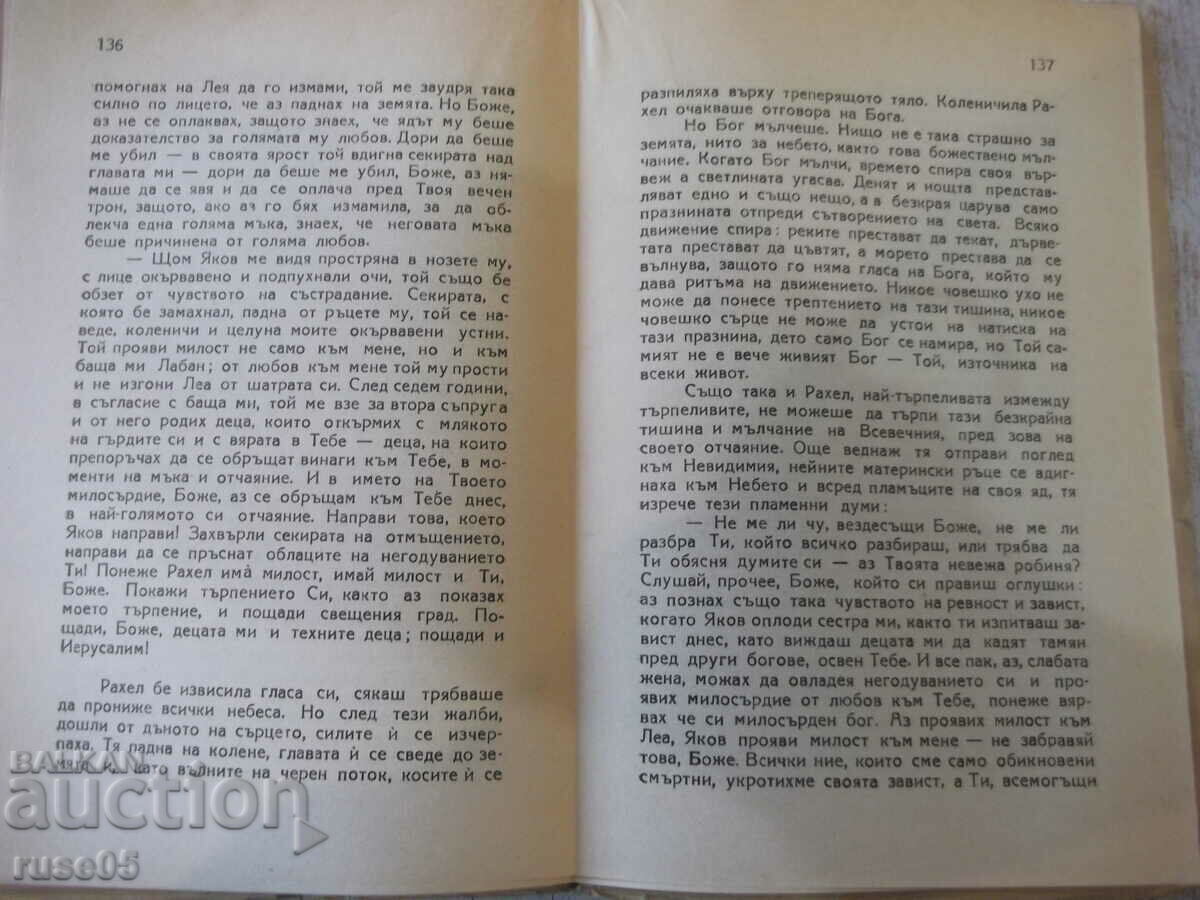 136
помогнах на Лея да го измами, той ме заудря така
силно по лицето, че аз паднах на земята. Но Боже,
аз не се оплаквах, защото знаех, че ядът му беше
доказателство за голямата му любов. Дори да беше
ме убил — в своята ярост той вдигна секирата над
главата ми — дори да беше ме убил, Боже, аз ня-
маше да се явя и да се оплача пред Твоя вечен
трон, защото, ако аз го бях измамила, за да об-
лекча една голяма мъка, знаех, че неговата мъка
беше причинена от голяма любов.
— Щом Яков ме видя простряна в нозете му,
с лице окървавено и подпухнали очи, той също бе
обзет от чувството на състрадание. Секирата, с
която бе замахнал, падна от ръцете му, той се на-
веде, коленичи и целуна моите окървавени устни.
Той прояви милост не само към мене, но и към
баща ми Лабан; от любов към мене той му прости
и не изгони Леа от шатрата си. След седем години,
в съгласие с баща ми, той ме взе за втора съпруга
и от него родих деца, които откърмих с млякото
на гърдите си и с вярата в Тебе — деца, на които
препоръчах да се обръщат винаги към Тебе, в мо-
менти на мъка и отчаяние. И в името на Твоето
милосърдие, Боже, аз се обръщам към Тебе днес,
в най-голямото си отчаяние. Направи това, което
Яков направи! Захвърли секирата на отмъщението,
направи да се пръснат облаците на негодуванието
Ти! Понеже Рахел има̀ милост, имай милост и Ти,
Боже. Покажи търпението Си, както аз показах
моето търпение, и пощади свещения град. По-
щади, Боже, децата ми и техните деца; пощади и
Иерусалим!
Рахел бе извисила гласа си, сякаш трябваше
да прониже всички небеса. Но след тези жалби,
дошли от дъното на сърцето, силите ѝ се изчер-
паха. Тя падна на колене, главата ѝ се сведе до зе-
мята и, като вълните на черен поток, косите ѝ се
137
разпиляха върху треперящото тяло. Коленичила Ра-
хел очакваше отговора на Бога.
Но Бог мълчеше. Нищо не е така страшно за
земята, нито за небето, както това божествено мъл-
чание. Когато Бог мълчи, времето спира своя вър-
веж а светлината угасва. Денят и нощта представ-
ляват едно и също нещо, а в безкрая царува само
празнината отпреди сътворението на света. Всяко
движение спира: реките престават да текат, дърве-
тата престават да цъвтят, а морето престава да се
вълнува, защото го няма гласа на Бога, който му
дава ритъма на движението. Никое човешко ухо не
може да понесе трептението на тази тишина, никое
човешко сърце не може да устои на натиска на
тази празнина, дето само Бог се намира, но Той са-
мият не е вече живият Бог — Той, източника на
всеки живот.
Също така и Рахел, най-търпеливата измежду
търпеливите, не можеше да търпи тази безкрайна
тишина и мълчание на Всевечния, пред зова на
своето отчаяние. Още веднаж тя отправи поглед
към Невидимия, нейните матерински ръце се вдиг-
наха към Небето и всред пламъците на своя яд, тя
изрече тези пламенни думи:
— Не ме ли чу, вездесъщи Боже, не ме ли
разбра Ти, който всичко разбираш, или трябва да
Ти обясня думите си — аз Твоята невежа робиня?
Слушай, прочее, Боже, който си правиш оглушки:
аз познах също така чувството на ревност и завист,
когато Яков оплоди сестра ми, както ти изпитваш за-
вист днес, като виждаш децата ми да кадят тамян
пред други богове, освен Тебе. И все пак, аз, слабата
жена, можах да овладея негодуванието си и про-
явих милосърдие от любов към Тебе, понеже вяр-
вах че си милосърден бог. Аз проявих милост към
Леа, Яков прояви милост към мене — не забравяй
това, Боже. Всички ние, които сме само обикновени
смъртни, укротихме своята завист, а Ти, всемогъщи
BALKAN
auction
ruse05